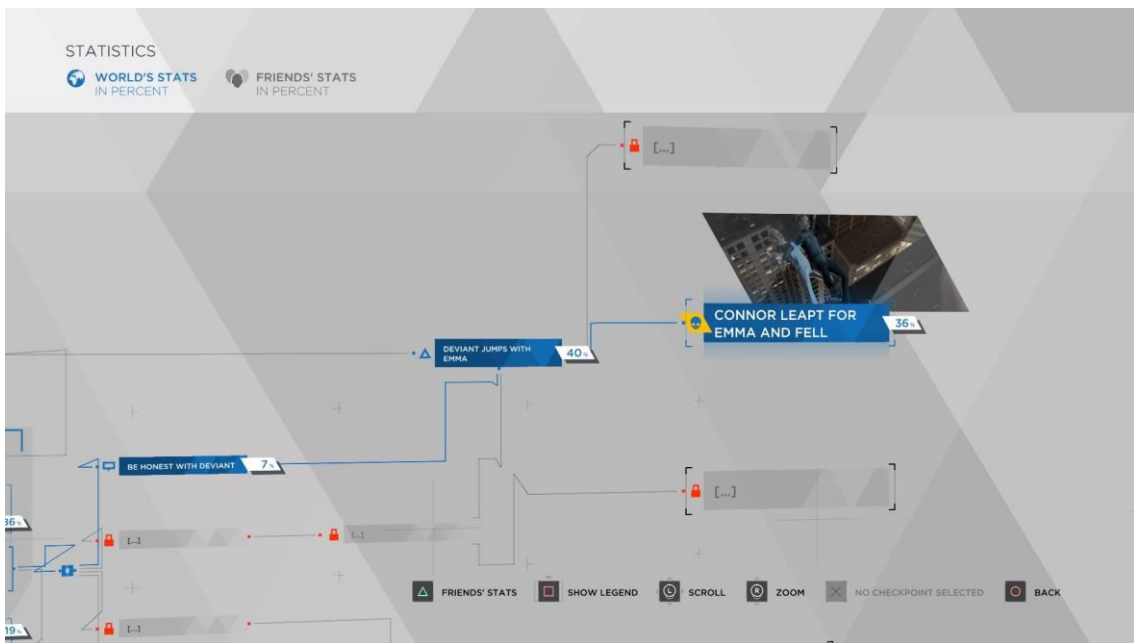 STATISTICS
WORLD'S STATS
IN PERCENT
FRIENDS' STATS
IN PERCENT
[...]
CONNOR LEAPT FOR
EMMA AND FELL
36%
DEVIANT JUMPS WITH
EMMA
40%
BE HONEST WITH DEVIANT
7%
[...]
36%
[...]
[...]
19%
[...]
FRIENDS' STATS
SHOW LEGEND
L SCROLL
R ZOOM
NO CHECKPOINT SELECTED
BACK